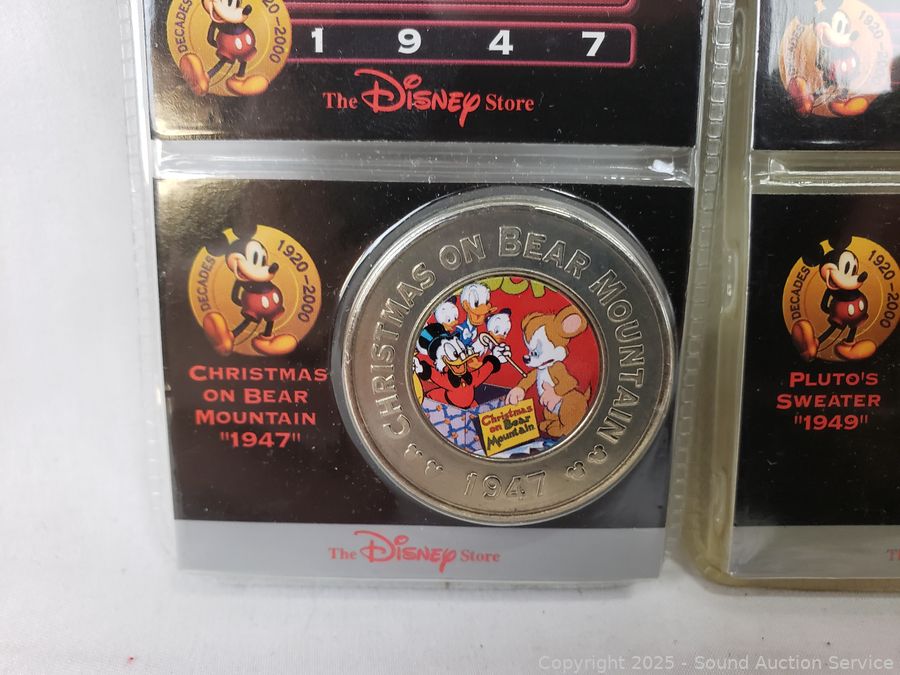 DECADES 1920-2000
1 9 4 7
The Disney Store
DECADES 1920-2000
CHRISTMAS
ON BEAR
MOUNTAIN
"1947"
CHRISTMAS ON BEAR MOUNTAIN
Christmas
on Bear
Mountain
1947
The Disney Store
1920-2000
DECADES 1920-2000
PLUTO'S
SWEATER
"1949"
Copyright 2025 - Sound Auction Service